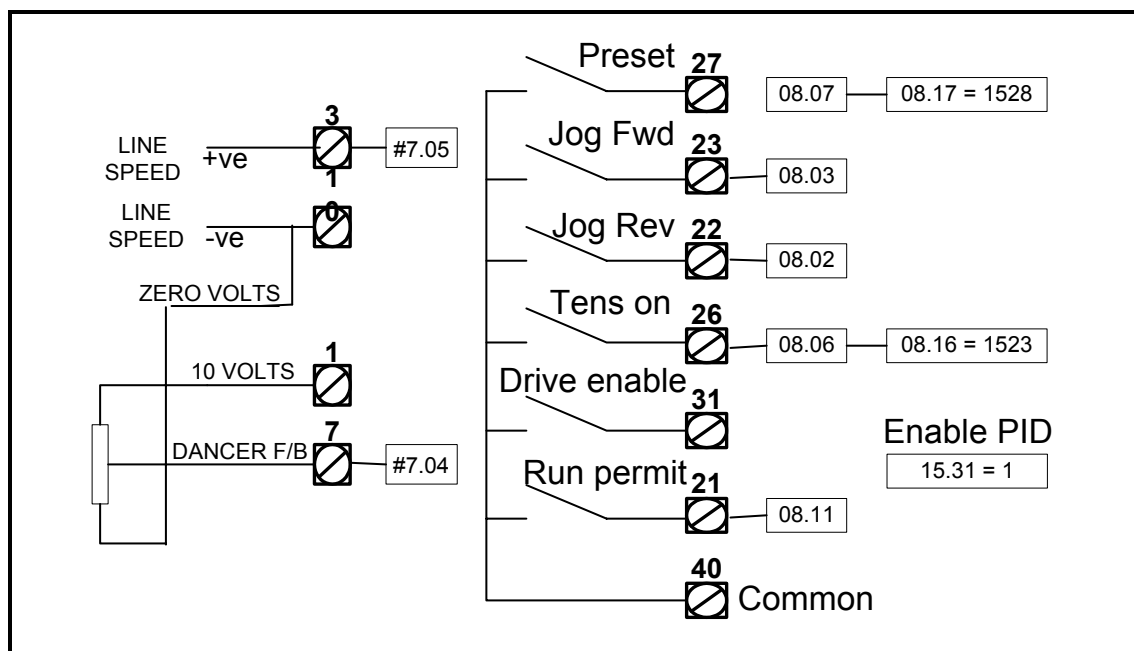 3
LINE
SPEED
+ve
#7.05
1
0
LINE
SPEED
-ve
ZERO VOLTS
1
10 VOLTS
7
DANCER F/B
#7.04
Preset
27
08.07
08.17 = 1528
Jog Fwd
23
08.03
Jog Rev
22
08.02
Tens on
26
08.06
08.16 = 1523
Drive enable
31
Enable PID
15.31 = 1
Run permit
21
08.11
40
Common